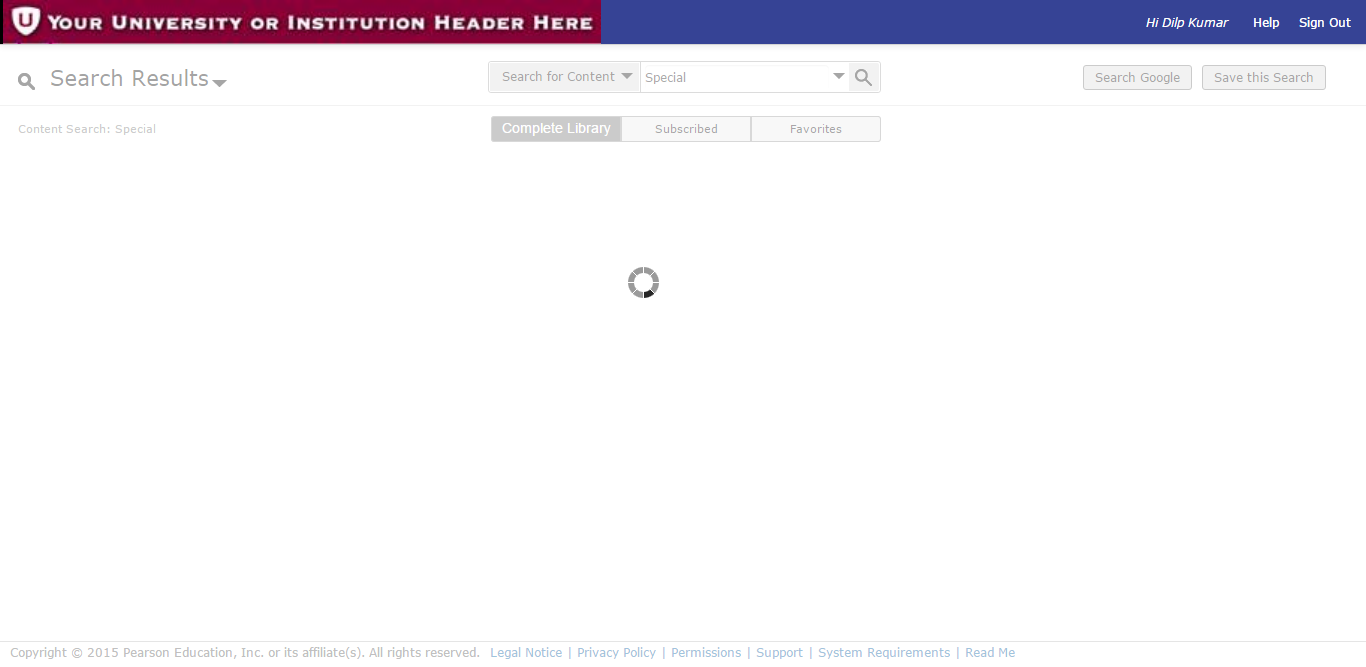 YOUR UNIVERSITY OR INSTITUTION HEADER HERE
Hi Dilp Kumar Help Sign Out
Search Results
Search for Content Special
Search Google Save this Search
Content Search: Special
Complete Library Subscribed Favorites
Copyright © 2015 Pearson Education, Inc. or its affiliate(s). All rights reserved. Legal Notice | Privacy Policy | Permissions | Support | System Requirements | Read Me